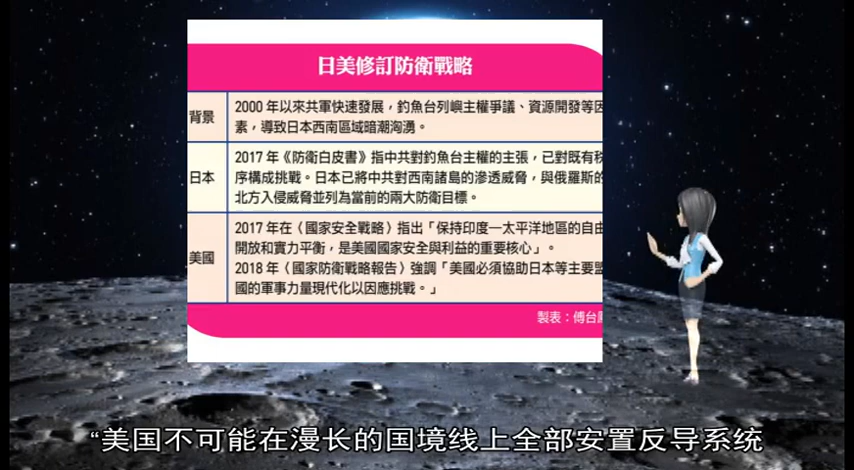 日美修訂防衛戰略
背景
2000 年以來共軍快速發展，釣魚台列嶼主權爭議、資源開發等因
素，導致日本西南區域暗潮洶湧。
日本
2017 年《防衛白皮書》指中共對釣魚台主權的主張，已對既有秩
序構成挑戰。日本已將中共對西南諸島的滲透威脅，與俄羅斯的
北方入侵威脅並列為當前的兩大防衛目標。
美國
2017 年在〈國家安全戰略〉指出「保持印度—太平洋地區的自由
開放和實力平衡，是美國國家安全與利益的重要核心」。
2018 年〈國家防衛戰略報告〉強調「美國必須協助日本等主要盟
國的軍事力量現代化以因應挑戰。」
製表：傅台
“美国不可能在漫长的国境线上全部安置反导系统